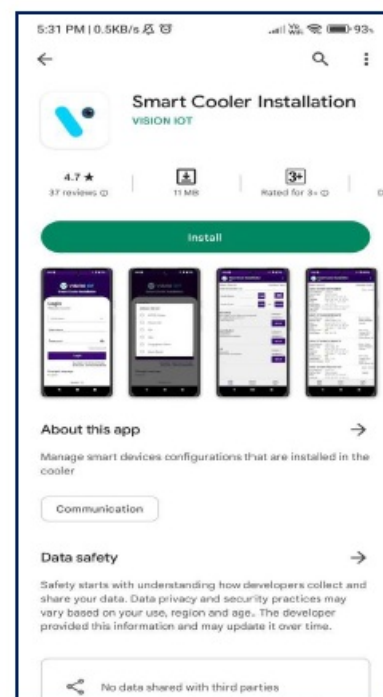 5:31 PM | 0.5KB/s
93
Smart Cooler Installation
VISION IOT
4.7 ★
37 reviews
11 MB
3+
Rated for 3+
Install
Login
About this app
Manage smart devices configurations that are installed in the
cooler
Communication
Data safety
Safety starts with understanding how developers collect and
share your data. Data privacy and security practices may
vary based on your use, region and age. The developer
provided this information and may update it over time.
No data shared with third parties